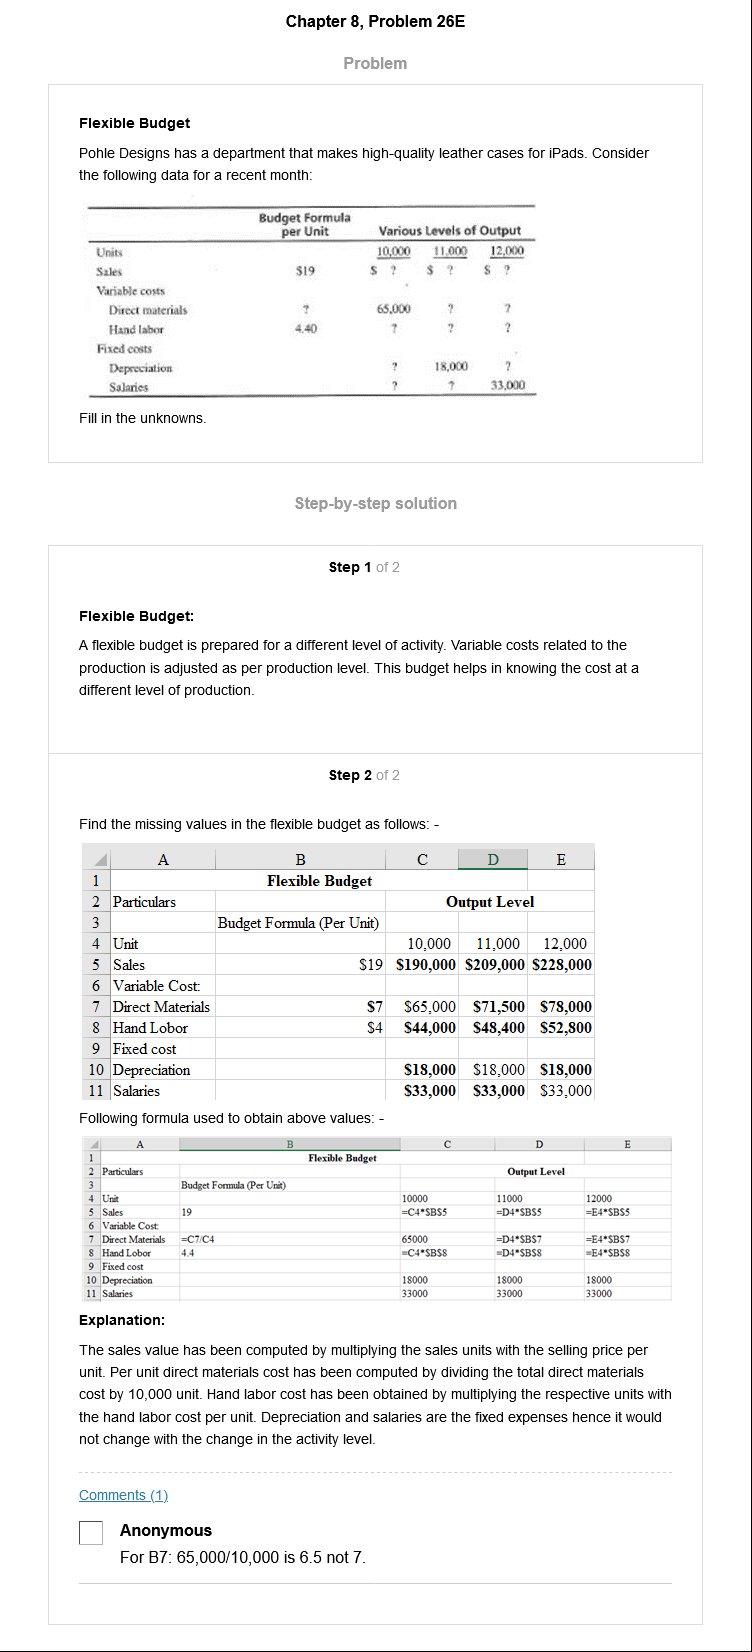 Chapter 8, Problem 26E
Problem
Flexible Budget
Pohle Designs has a department that makes high-quality leather cases for iPads. Consider
the following data for a recent month:
Budget Formula
per Unit Various Levels of Output
Units 10,000 11,000 12,000
Sales $19 $ ? $ ? $ ?
Variable costs
Direct materials ? 65,000 ? ?
Hand labor 4.40 ? ? ?
Fixed costs
Depreciation ? 18,000 ?
Salaries ? ? 33,000
Fill in the unknowns.
Step-by-step solution
Step 1 of 2
Flexible Budget:
A flexible budget is prepared for a different level of activity. Variable costs related to the
production is adjusted as per production level. This budget helps in knowing the cost at a
different level of production.
Step 2 of 2
Find the missing values in the flexible budget as follows: -
A B C D E
1 Flexible Budget
2 Particulars Output Level
3 Budget Formula (Per Unit)
4 Unit 10,000 11,000 12,000
5 Sales $19 $190,000 $209,000 $228,000
6 Variable Cost:
7 Direct Materials $7 $65,000 $71,500 $78,000
8 Hand Lobor $4 $44,000 $48,400 $52,800
9 Fixed cost
10 Depreciation $18,000 $18,000 $18,000
11 Salaries $33,000 $33,000 $33,000
Following formula used to obtain above values: -
A B C D E
1 Flexible Budget
2 Particulars Output Level
3 Budget Formula (Per Unit)
4 Unit 10000 11000 12000
5 Sales 19 =C4*$B$5 =D4*$B$5 =E4*$B$5
6 Variable Cost:
7 Direct Materials =C7/C4 65000 =D4*$B$7 =E4*$B$7
8 Hand Lobor 4.4 =C4*$B$8 =D4*$B$8 =E4*$B$8
9 Fixed cost
10 Depreciation 18000 18000 18000
11 Salaries 33000 33000 33000
Explanation:
The sales value has been computed by multiplying the sales units with the selling price per
unit. Per unit direct materials cost has been computed by dividing the total direct materials
cost by 10,000 unit. Hand labor cost has been obtained by multiplying the respective units with
the hand labor cost per unit. Depreciation and salaries are the fixed expenses hence it would
not change with the change in the activity level.
Comments (1)
Anonymous
For B7: 65,000/10,000 is 6.5 not 7.